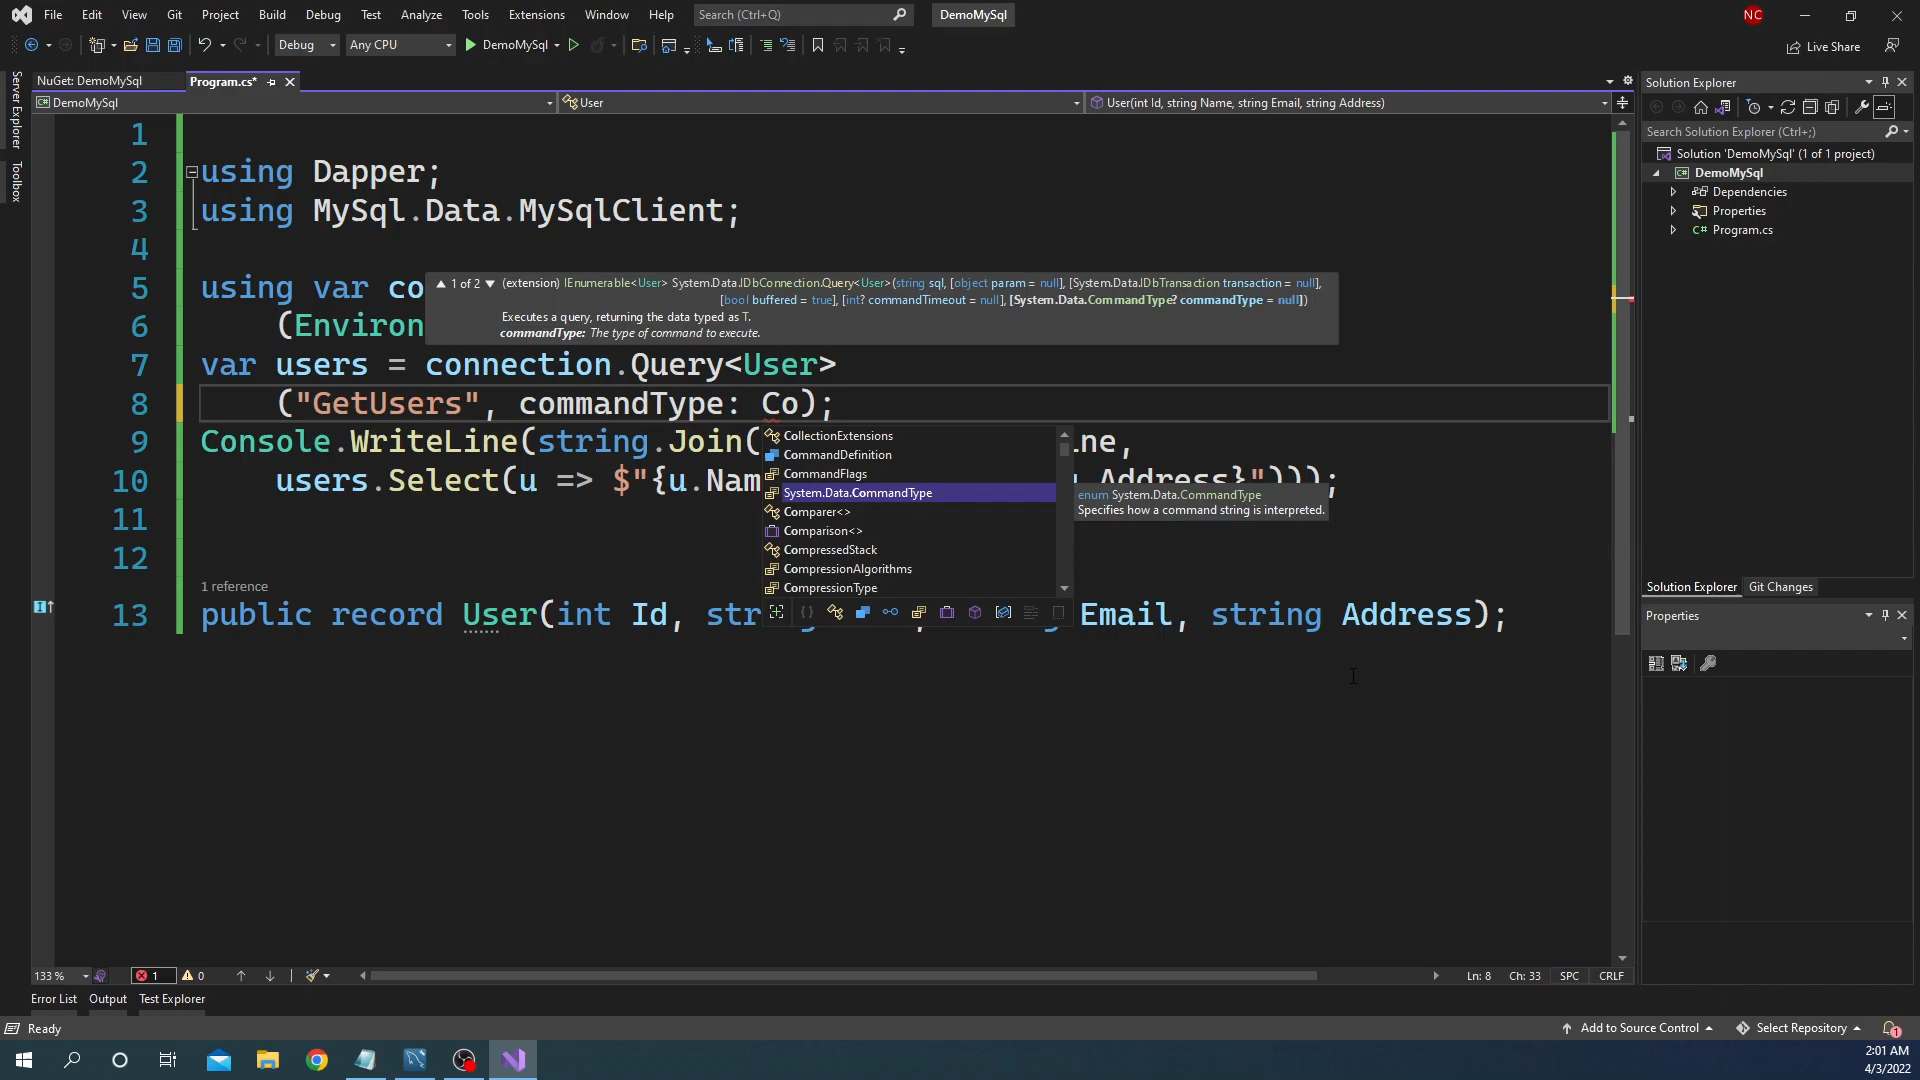 File Edit View Git Project Build Debug Test Analyze Tools Extensions Window Help Search (Ctrl+Q) DemoMySql NC
Debug Any CPU DemoMySql Live Share
Server Explorer
Toolbox
NuGet: DemoMySql Program.cs*
DemoMySql User User(int Id, string Name, string Email, string Address)
1
2 using Dapper;
3 using MySql.Data.MySqlClient;
4
5 using var co
1 of 2 (extension) IEnumerable<User> System.Data.IDbConnection.Query<User>(string sql, [object param = null], [System.Data.IDbTransaction transaction = null],
[bool buffered = true], [int? commandTimeout = null], [System.Data.CommandType? commandType = null])
Executes a query, returning the data typed as T.
commandType: The type of command to execute.
6 (Environ
7 var users = connection.Query<User>
8 ("GetUsers", commandType: Co);
9 Console.WriteLine(string.Join( ne,
10 users.Select(u => $"{u.Nam .Address}")));
11
12
CollectionExtensions
CommandDefinition
CommandFlags
System.Data.CommandType
Comparer<>
Comparison<>
CompressedStack
CompressionAlgorithms
CompressionType
enum System.Data.CommandType
Specifies how a command string is interpreted.
1 reference
13 public record User(int Id, str Email, string Address);
133 % 1 0 Ln: 8 Ch: 33 SPC CRLF
Error List Output Test Explorer
Solution Explorer
Search Solution Explorer (Ctrl+;)
Solution 'DemoMySql' (1 of 1 project)
C# DemoMySql
Dependencies
Properties
C# Program.cs
Solution Explorer Git Changes
Properties
Ready Add to Source Control Select Repository 1
2:01 AM
4/3/2022